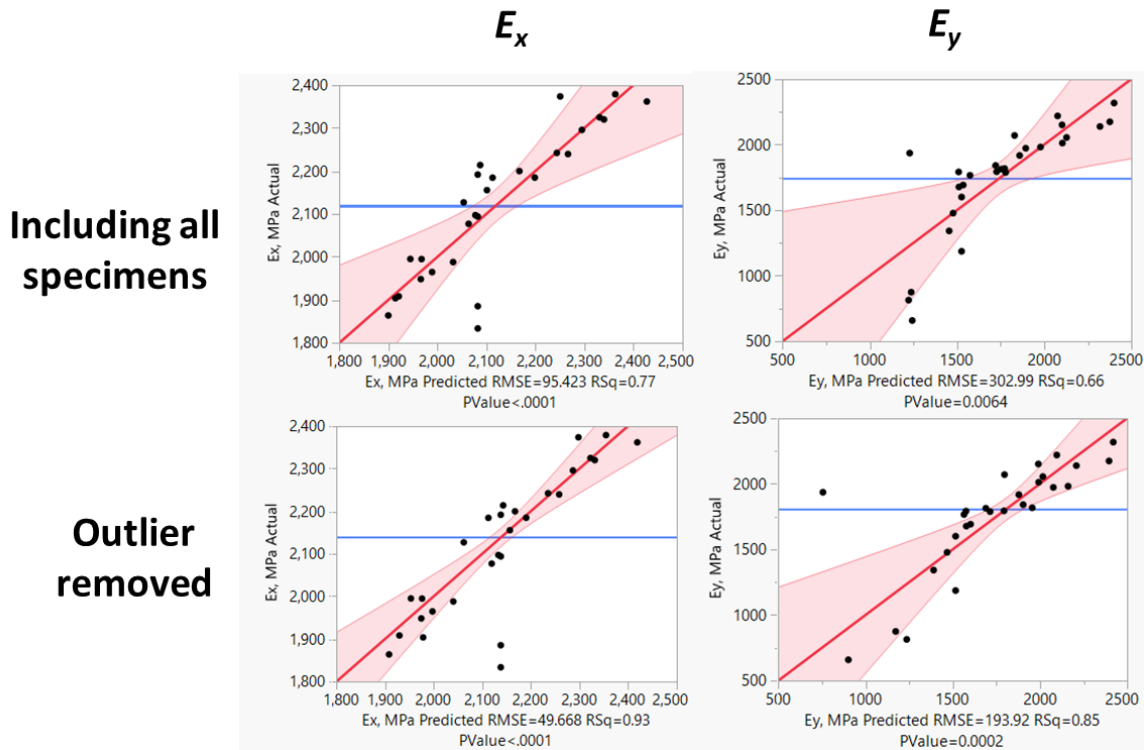 Ex
Ey
Including all
specimens
Ex, MPa Actual
2,400
2,300
2,200
2,100
2,000
1,900
1,800
1,800 1,900 2,000 2,100 2,200 2,300 2,400 2,500
Ex, MPa Predicted RMSE=95.423 RSq=0.77
PValue<.0001
Ey, MPa Actual
2500
2000
1500
1000
500
500 1000 1500 2000 2500
Ey, MPa Predicted RMSE=302.99 RSq=0.66
PValue=0.0064
Outlier
removed
Ex, MPa Actual
2,400
2,300
2,200
2,100
2,000
1,900
1,800
1,800 1,900 2,000 2,100 2,200 2,300 2,400 2,500
Ex, MPa Predicted RMSE=49.668 RSq=0.93
PValue<.0001
Ey, MPa Actual
2500
2000
1500
1000
500
500 1000 1500 2000 2500
Ey, MPa Predicted RMSE=193.92 RSq=0.85
PValue=0.0002